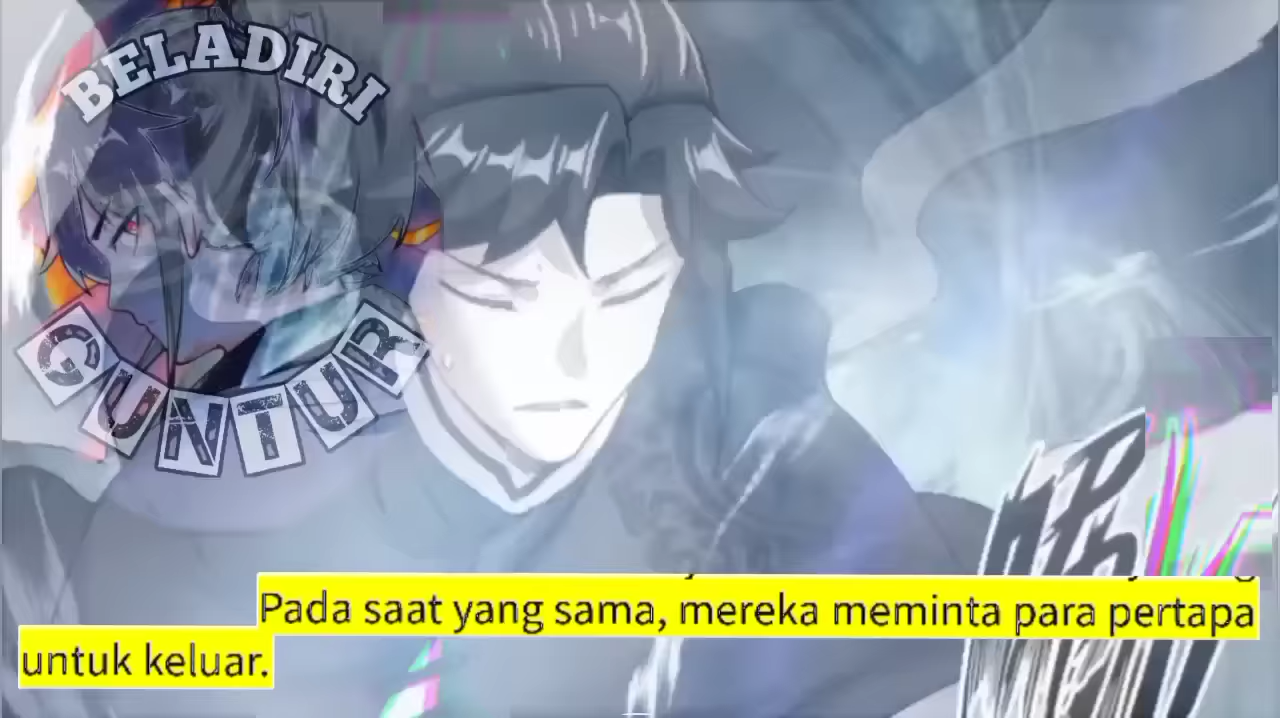 BELADIRI
GUNTUR
Pada saat yang sama, mereka meminta para pertapa
untuk keluar.